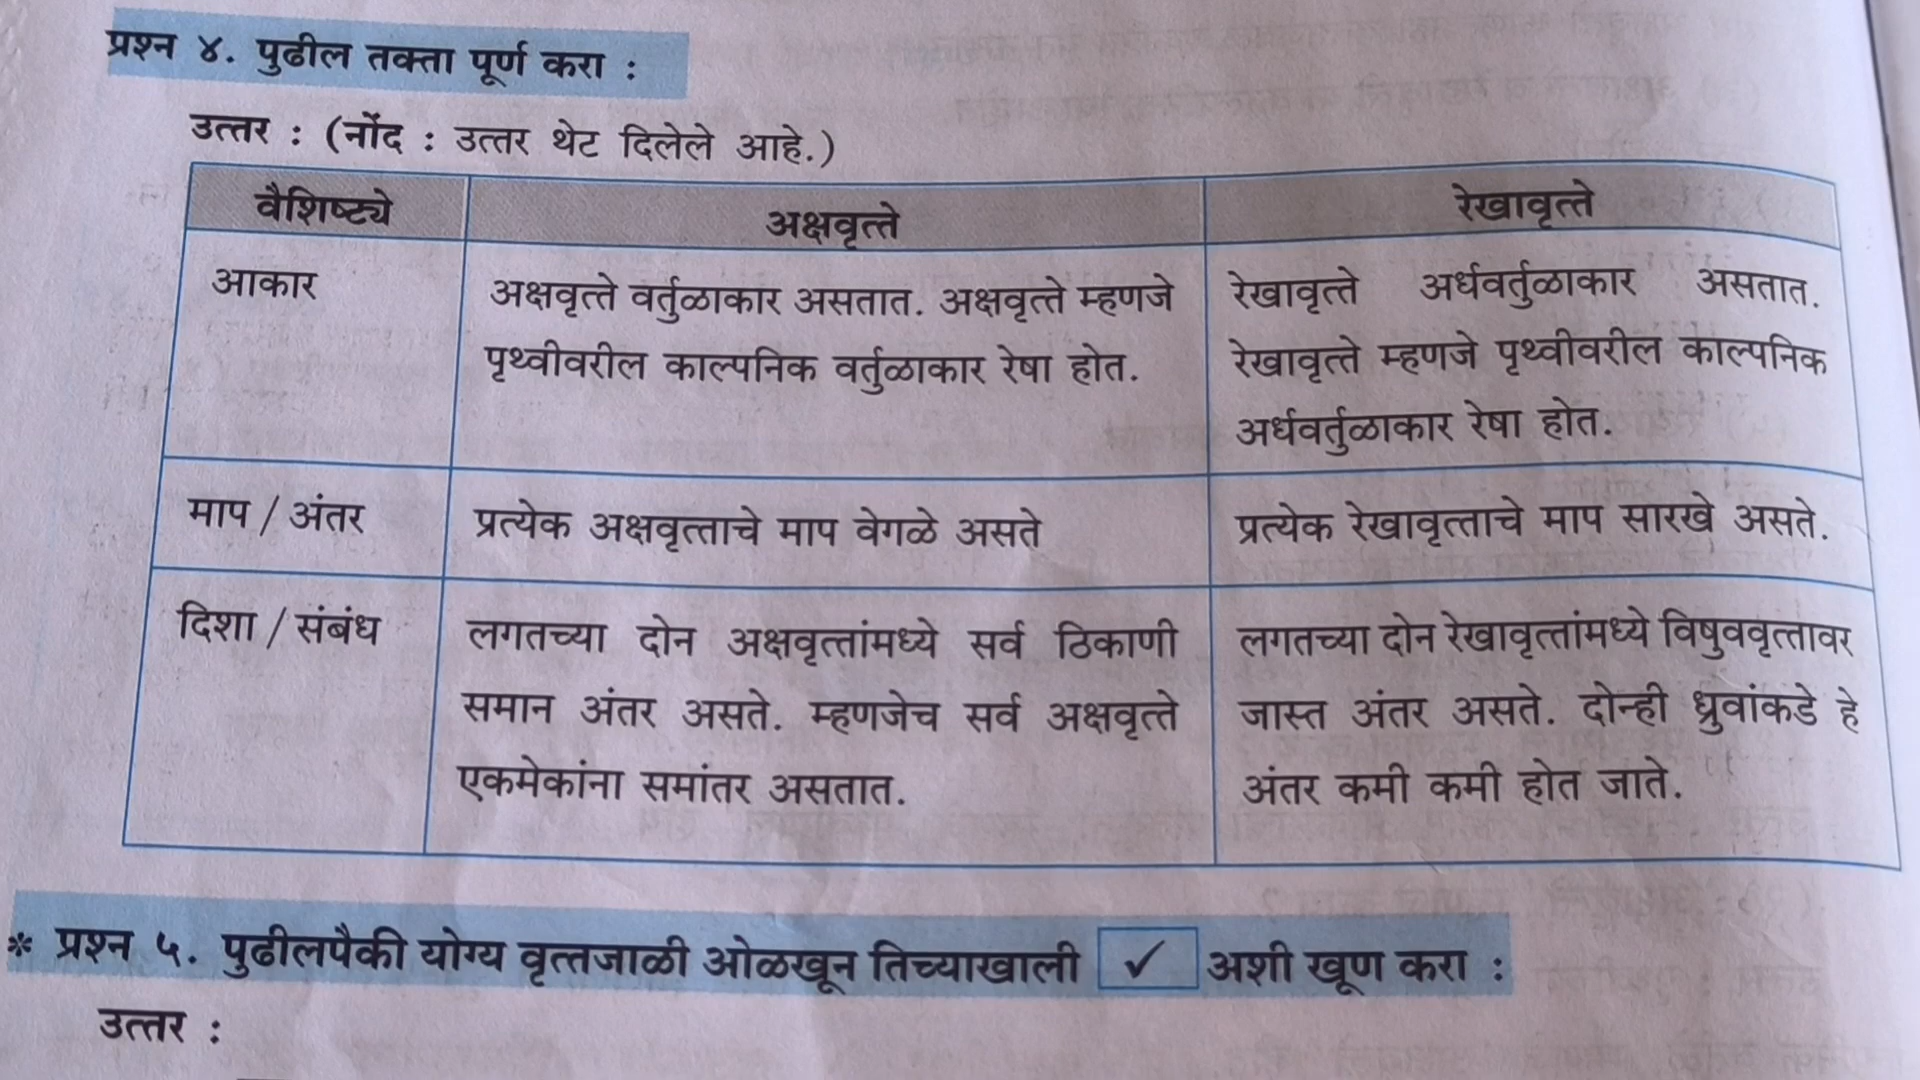 प्रश्न ४. पुढील तक्ता पूर्ण करा :
उत्तर : (नोंद : उत्तर थेट दिलेले आहे.)
वैशिष्ट्ये
अक्षवृत्ते
रेखावृत्ते
आकार
अक्षवृत्ते वर्तुळाकार असतात. अक्षवृत्ते म्हणजे
पृथ्वीवरील काल्पनिक वर्तुळाकार रेषा होत.
रेखावृत्ते अर्धवर्तुळाकार असतात.
रेखावृत्ते म्हणजे पृथ्वीवरील काल्पनिक
अर्धवर्तुळाकार रेषा होत.
माप / अंतर
प्रत्येक अक्षवृत्ताचे माप वेगळे असते
प्रत्येक रेखावृत्ताचे माप सारखे असते.
दिशा / संबंध
लगतच्या दोन अक्षवृत्तांमध्ये सर्व ठिकाणी
समान अंतर असते. म्हणजेच सर्व अक्षवृत्ते
एकमेकांना समांतर असतात.
लगतच्या दोन रेखावृत्तांमध्ये विषुववृत्तावर
जास्त अंतर असते. दोन्ही ध्रुवांकडे हे
अंतर कमी कमी होत जाते.
* प्रश्न ५. पुढीलपैकी योग्य वृत्तजाळी ओळखून तिच्याखाली ✓ अशी खूण करा :
उत्तर :